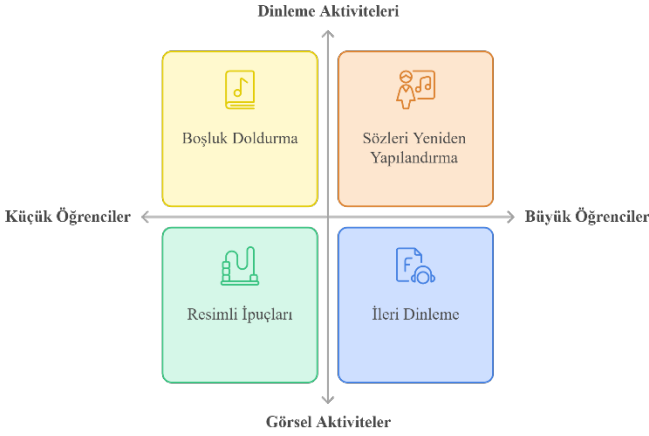 Dinleme Aktiviteleri
Boşluk Doldurma
Sözleri Yeniden
Yapılandırma
Küçük Öğrenciler
Büyük Öğrenciler
F
Resimli İpuçları
İleri Dinleme
Görsel Aktiviteler